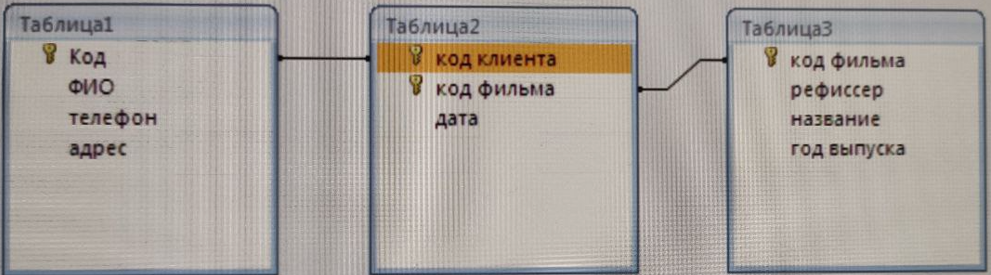 Таблица1
Код
ФИО
телефон
адрес
Таблица2
код клиента
код фильма
дата
Таблица3
код фильма
рефиссер
название
год выпуска